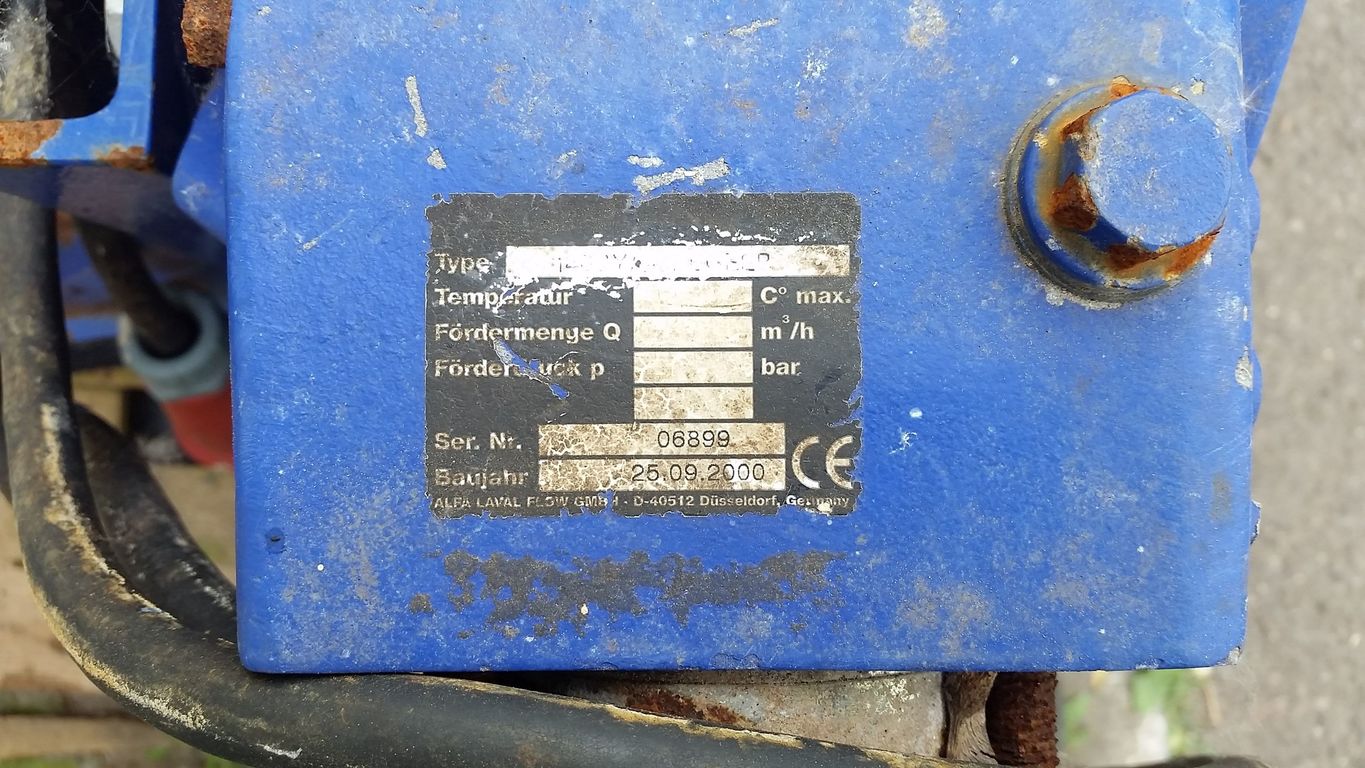 Type
Temperatur C° max.
Fördermenge Q m³/h
Förderdruck p bar
Ser. Nr. 06899
Baujahr 25.09.2000 CE
ALFA LAVAL FLOW GMBH - D-40512 Düsseldorf, Germany